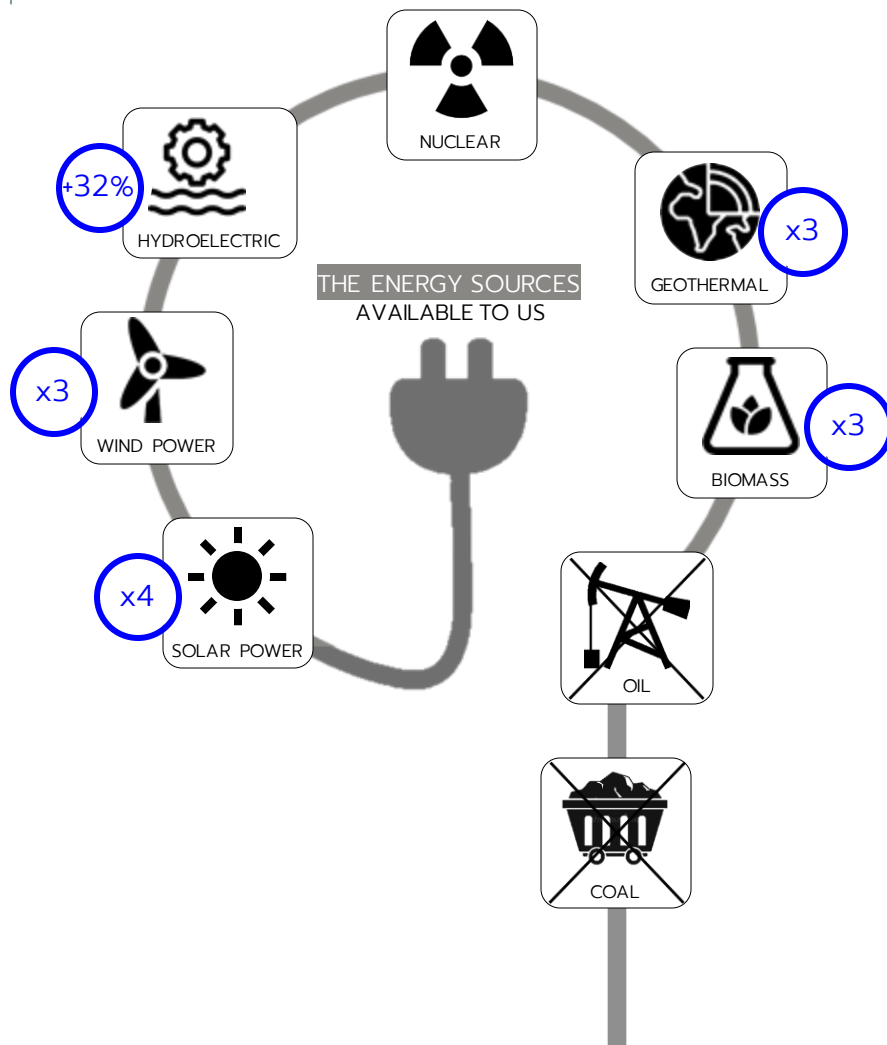 NUCLEAR
+32%
HYDROELECTRIC
x3
GEOTHERMAL
THE ENERGY SOURCES
AVAILABLE TO US
x3
WIND POWER
x3
BIOMASS
x4
SOLAR POWER
OIL
COAL